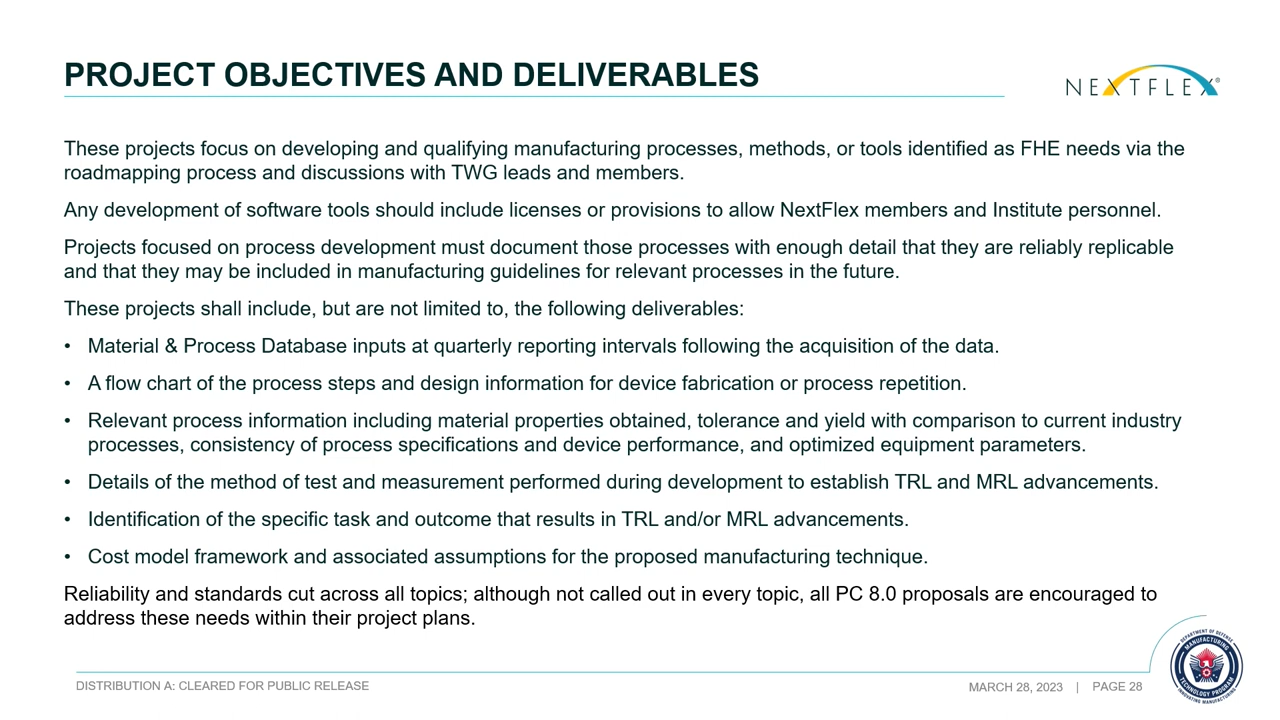 PROJECT OBJECTIVES AND DELIVERABLES
NEXTFLEX®
These projects focus on developing and qualifying manufacturing processes, methods, or tools identified as FHE needs via the
roadmapping process and discussions with TWG leads and members.
Any development of software tools should include licenses or provisions to allow NextFlex members and Institute personnel.
Projects focused on process development must document those processes with enough detail that they are reliably replicable
and that they may be included in manufacturing guidelines for relevant processes in the future.
These projects shall include, but are not limited to, the following deliverables:
• Material & Process Database inputs at quarterly reporting intervals following the acquisition of the data.
• A flow chart of the process steps and design information for device fabrication or process repetition.
• Relevant process information including material properties obtained, tolerance and yield with comparison to current industry
processes, consistency of process specifications and device performance, and optimized equipment parameters.
• Details of the method of test and measurement performed during development to establish TRL and MRL advancements.
• Identification of the specific task and outcome that results in TRL and/or MRL advancements.
• Cost model framework and associated assumptions for the proposed manufacturing technique.
Reliability and standards cut across all topics; although not called out in every topic, all PC 8.0 proposals are encouraged to
address these needs within their project plans.
DEPARTMENT OF DEFENSE
MANUFACTURING
TECHNOLOGY PROGRAM
INNOVATING MANUFACTURING
DISTRIBUTION A: CLEARED FOR PUBLIC RELEASE
MARCH 28, 2023 | PAGE 28